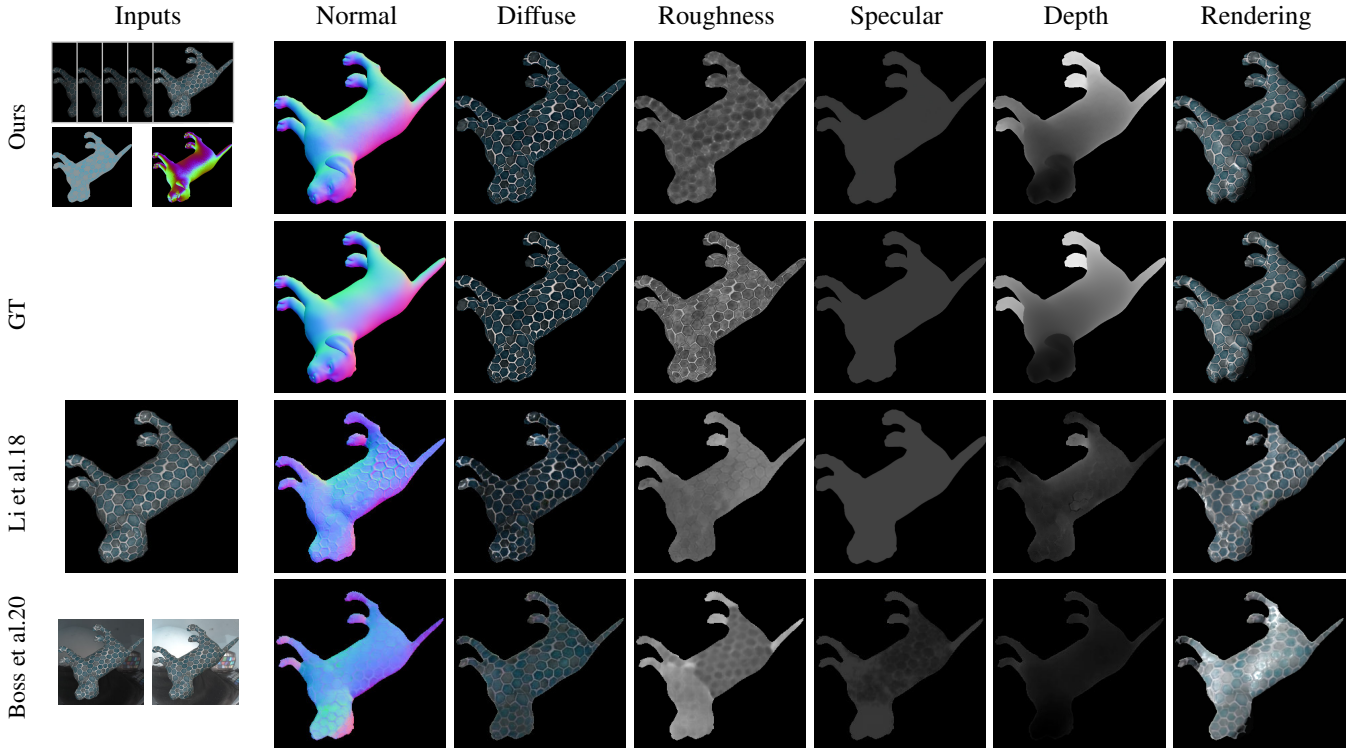 Inputs Normal Diffuse Roughness Specular Depth Rendering
Ours
GT
Li et al.18
Boss et al.20